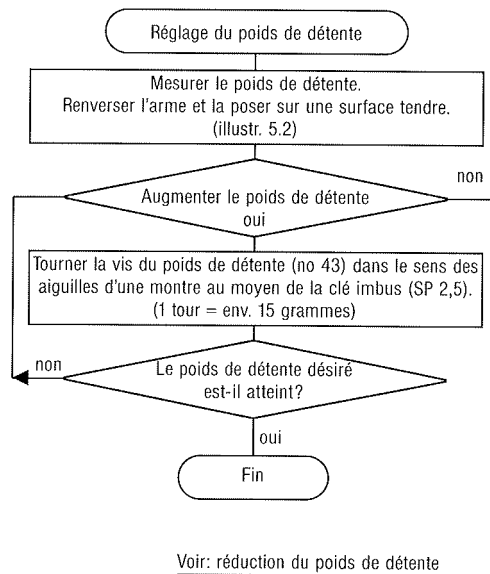 Réglage du poids de détente
Mesurer le poids de détente.
Renverser l'arme et la poser sur une surface tendre.
(illustr. 5.2)
non
Augmenter le poids de détente
oui
Tourner la vis du poids de détente (no 43) dans le sens des
aiguilles d'une montre au moyen de la clé imbus (SP 2,5).
(1 tour = env. 15 grammes)
non
Le poids de détente désiré
est-il atteint?
oui
Fin
Voir: réduction du poids de détente